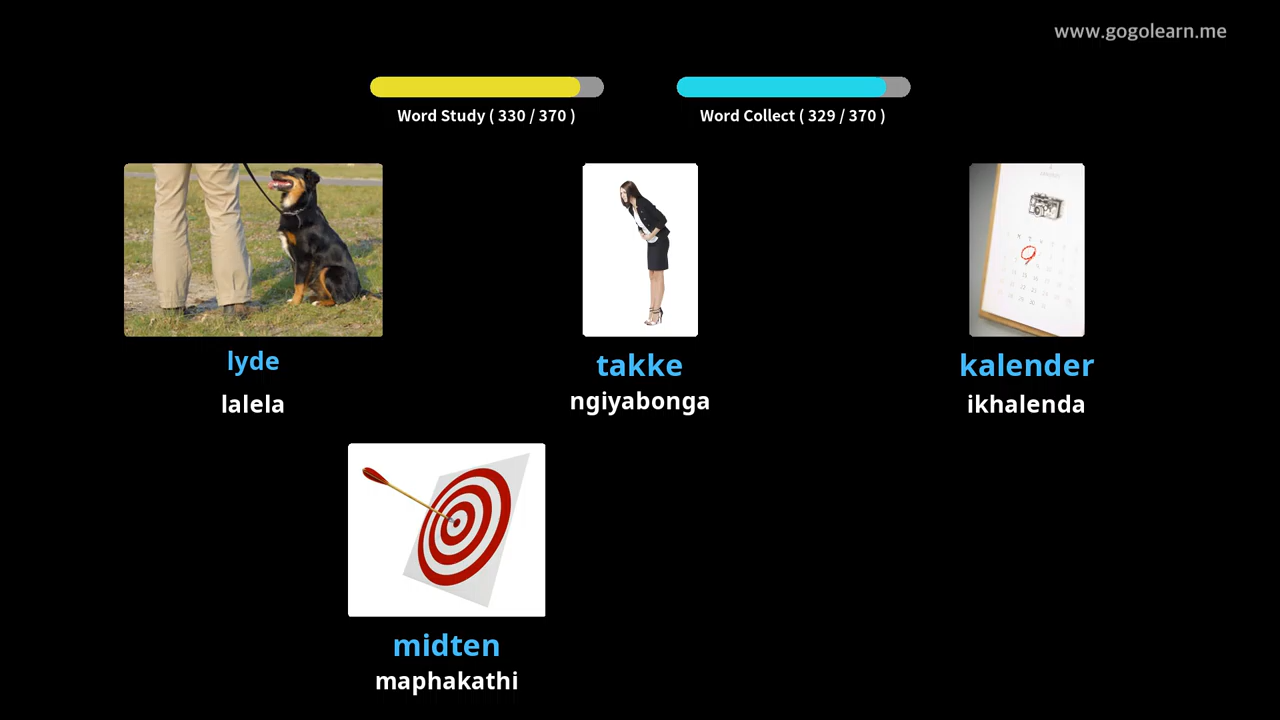 www.gogolearn.me
Word Study ( 330 / 370 )
Word Collect ( 329 / 370 )
lyde
lalela
takke
ngiyabonga
kalender
ikhalenda
midten
maphakathi